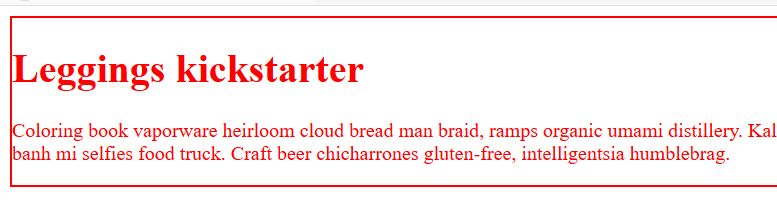 Leggings kickstarter
Coloring book vaporware heirloom cloud bread man braid, ramps organic umami distillery. Kal
banh mi selfies food truck. Craft beer chicharrones gluten-free, intelligentsia humblebrag.